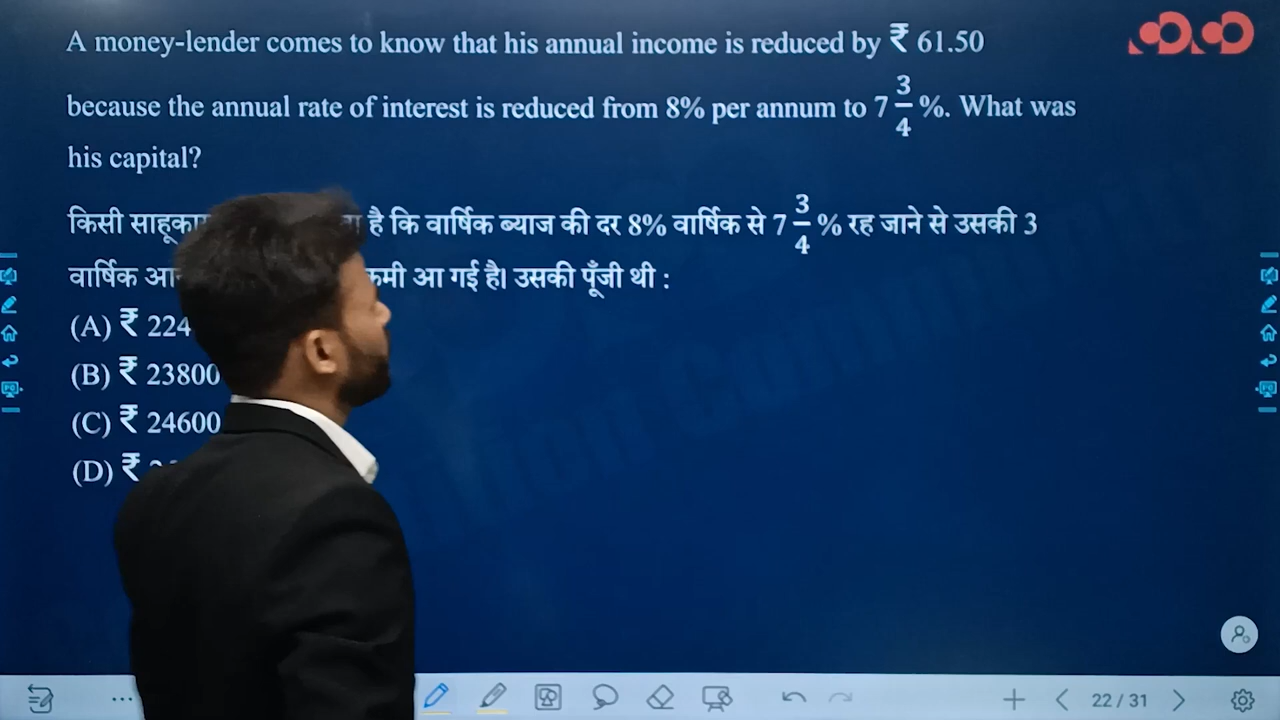 A money-lender comes to know that his annual income is reduced by ₹ 61.50
because the annual rate of interest is reduced from 8% per annum to 7 3/4 %. What was
his capital?
किसी है कि वार्षिक ब्याज की दर 8% वार्षिक से 7 3/4 % रह जाने से उसकी 3
वार्षिक कमी आ गई है। उसकी पूँजी थी :
(A) ₹
(B) ₹ 23800
(C) ₹ 24600
(D) ₹
22 / 31